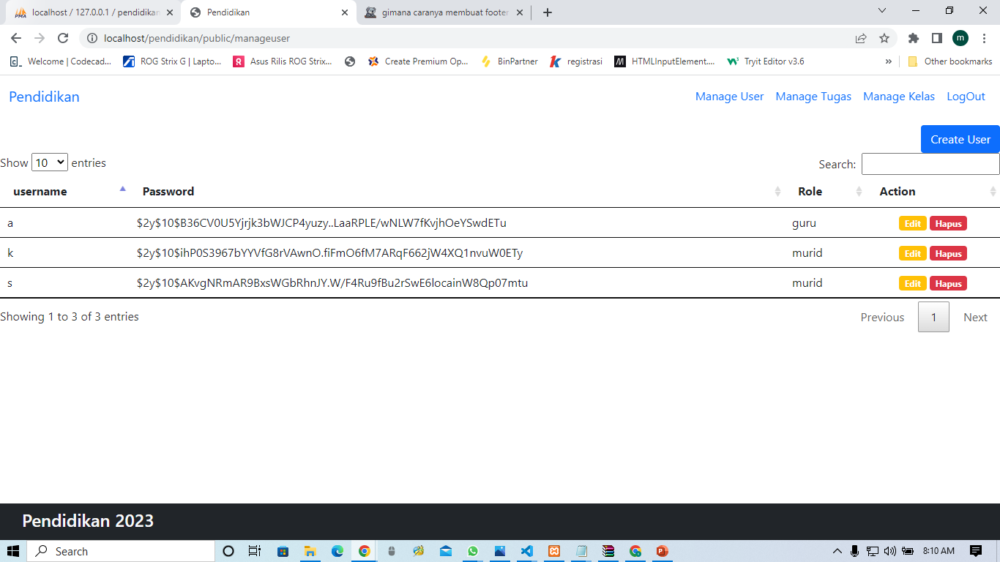 localhost / 127.0.0.1 / pendidikan
Pendidikan
gimana caranya membuat footer
localhost/pendidikan/public/manageuser
m
Welcome | Codecad...
ROG Strix G | Lapto...
Asus Rilis ROG Strix...
Create Premium Op...
BinPartner
registrasi
HTMLInputElement....
Tryit Editor v3.6
»
Other bookmarks
Pendidikan
Manage User Manage Tugas Manage Kelas LogOut
Create User
Show 10 entries
Search:
username Password Role Action
a $2y$10$B36CV0U5Yjrjk3bWJCP4yuzy..LaaRPLE/wNLW7fKvjhOeYSwdETu guru Edit Hapus
k $2y$10$ihP0S3967bYYVfG8rVAwnO.fiFmO6fM7ARqF662jW4XQ1nvuW0ETy murid Edit Hapus
s $2y$10$AKvgNRmAR9BxsWGbRhnJY.W/F4Ru9fBu2rSwE6locainW8Qp07mtu murid Edit Hapus
Showing 1 to 3 of 3 entries
Previous 1 Next
Pendidikan 2023
Search
8:10 AM